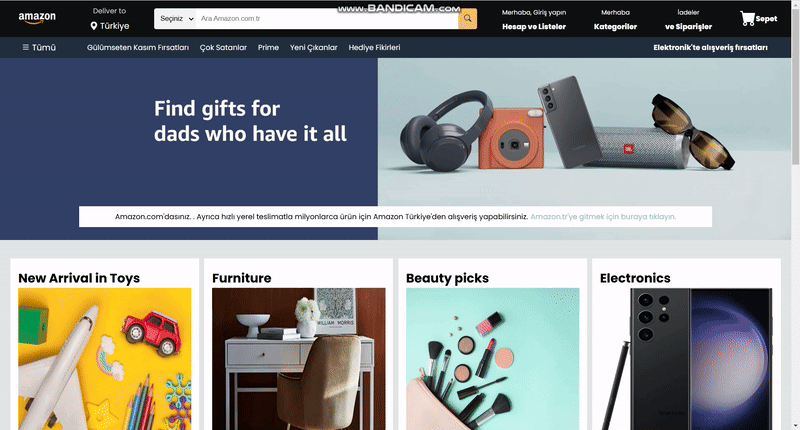 amazon
Deliver to
Türkiye
Seçiniz
Ara Amazon.com.tr
www.BANDICAM.com
Merhaba, Giriş yapın
Hesap ve Listeler
Merhaba
Kategoriler
İadeler
ve Siparişler
Sepet
Tümü
Gülümseten Kasım Fırsatları
Çok Satanlar
Prime
Yeni Çıkanlar
Hediye Fikirleri
Elektronik'te alışveriş fırsatları
Find gifts for
dads who have it all
JBL
Amazon.com'dasınız. . Ayrıca hızlı yerel teslimatla milyonlarca ürün için Amazon Türkiye'den alışveriş yapabilirsiniz. Amazon.tr'ye gitmek için buraya tıklayın.
New Arrival in Toys
Furniture
Beauty picks
Electronics
WILLIAM MORRIS